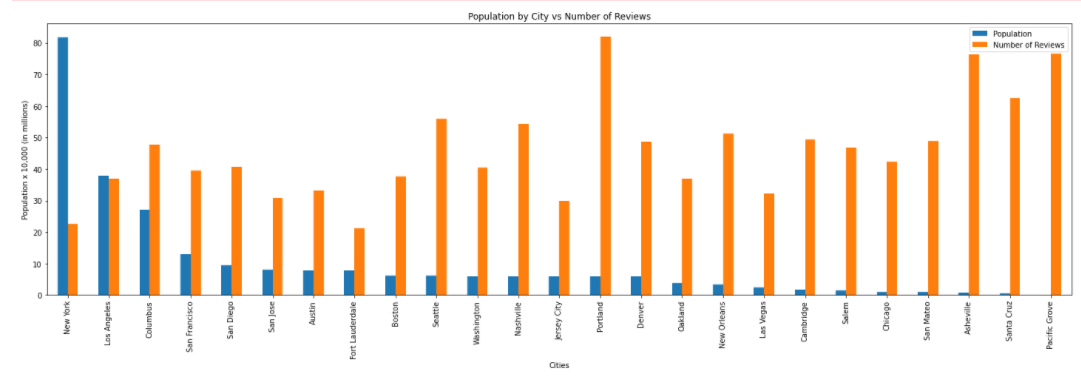 Population by City vs Number of Reviews
Population
Number of Reviews
Population x 10,000 (in millions)
80
70
60
50
40
30
20
10
0
New York
Los Angeles
Columbus
San Francisco
San Diego
San Jose
Austin
Fort Lauderdale
Boston
Seattle
Washington
Nashville
Jersey City
Portland
Denver
Oakland
New Orleans
Las Vegas
Cambridge
Salem
Chicago
San Mateo
Asheville
Santa Cruz
Pacific Grove
Cities